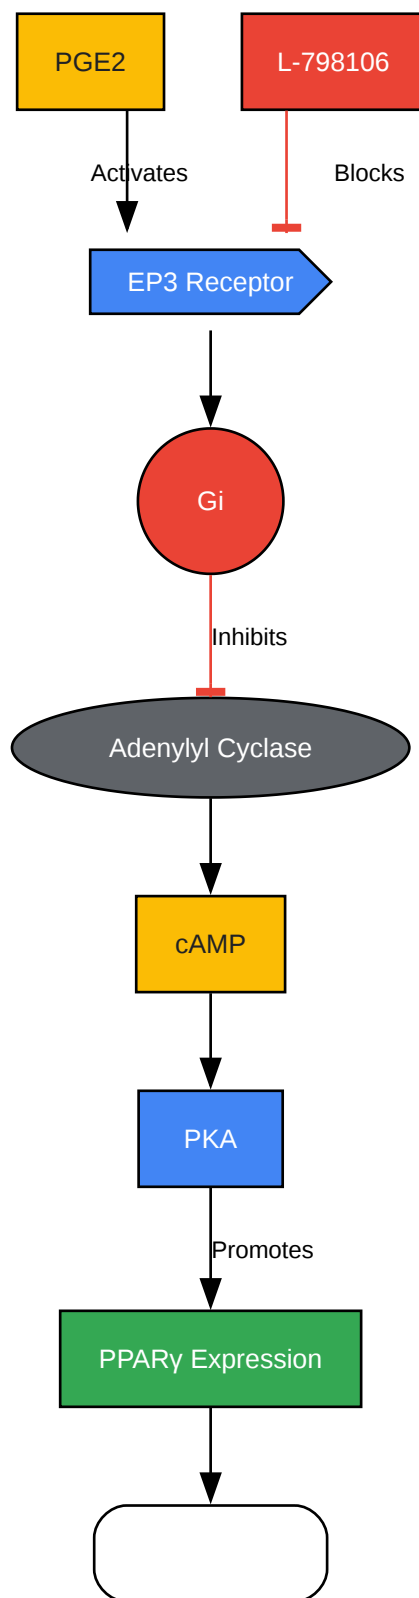 PGE2
L-798106
Activates
Blocks
EP3 Receptor
Gi
Inhibits
Adenylyl Cyclase
cAMP
PKA
Promotes
PPARγ Expression